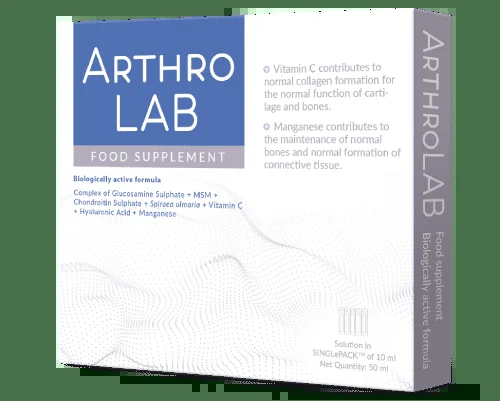 ARTHRO
LAB
FOOD SUPPLEMENT
Biologically active formula
Complex of Glucosamine Sulphate + MSM +
Chondroitin Sulphate + Spiraea ulmaria + Vitamin C
+ Hyaluronic Acid + Manganese
Vitamin C contributes to
normal collagen formation for
the normal function of carti-
lage and bones.
Manganese contributes to
the maintenance of normal
bones and normal formation of
connective tissue.
Solution in
SINGLePACK™ of 10 ml
Net Quantity: 50 ml
ARTHROLAB
Food supplement
Biologically active formula